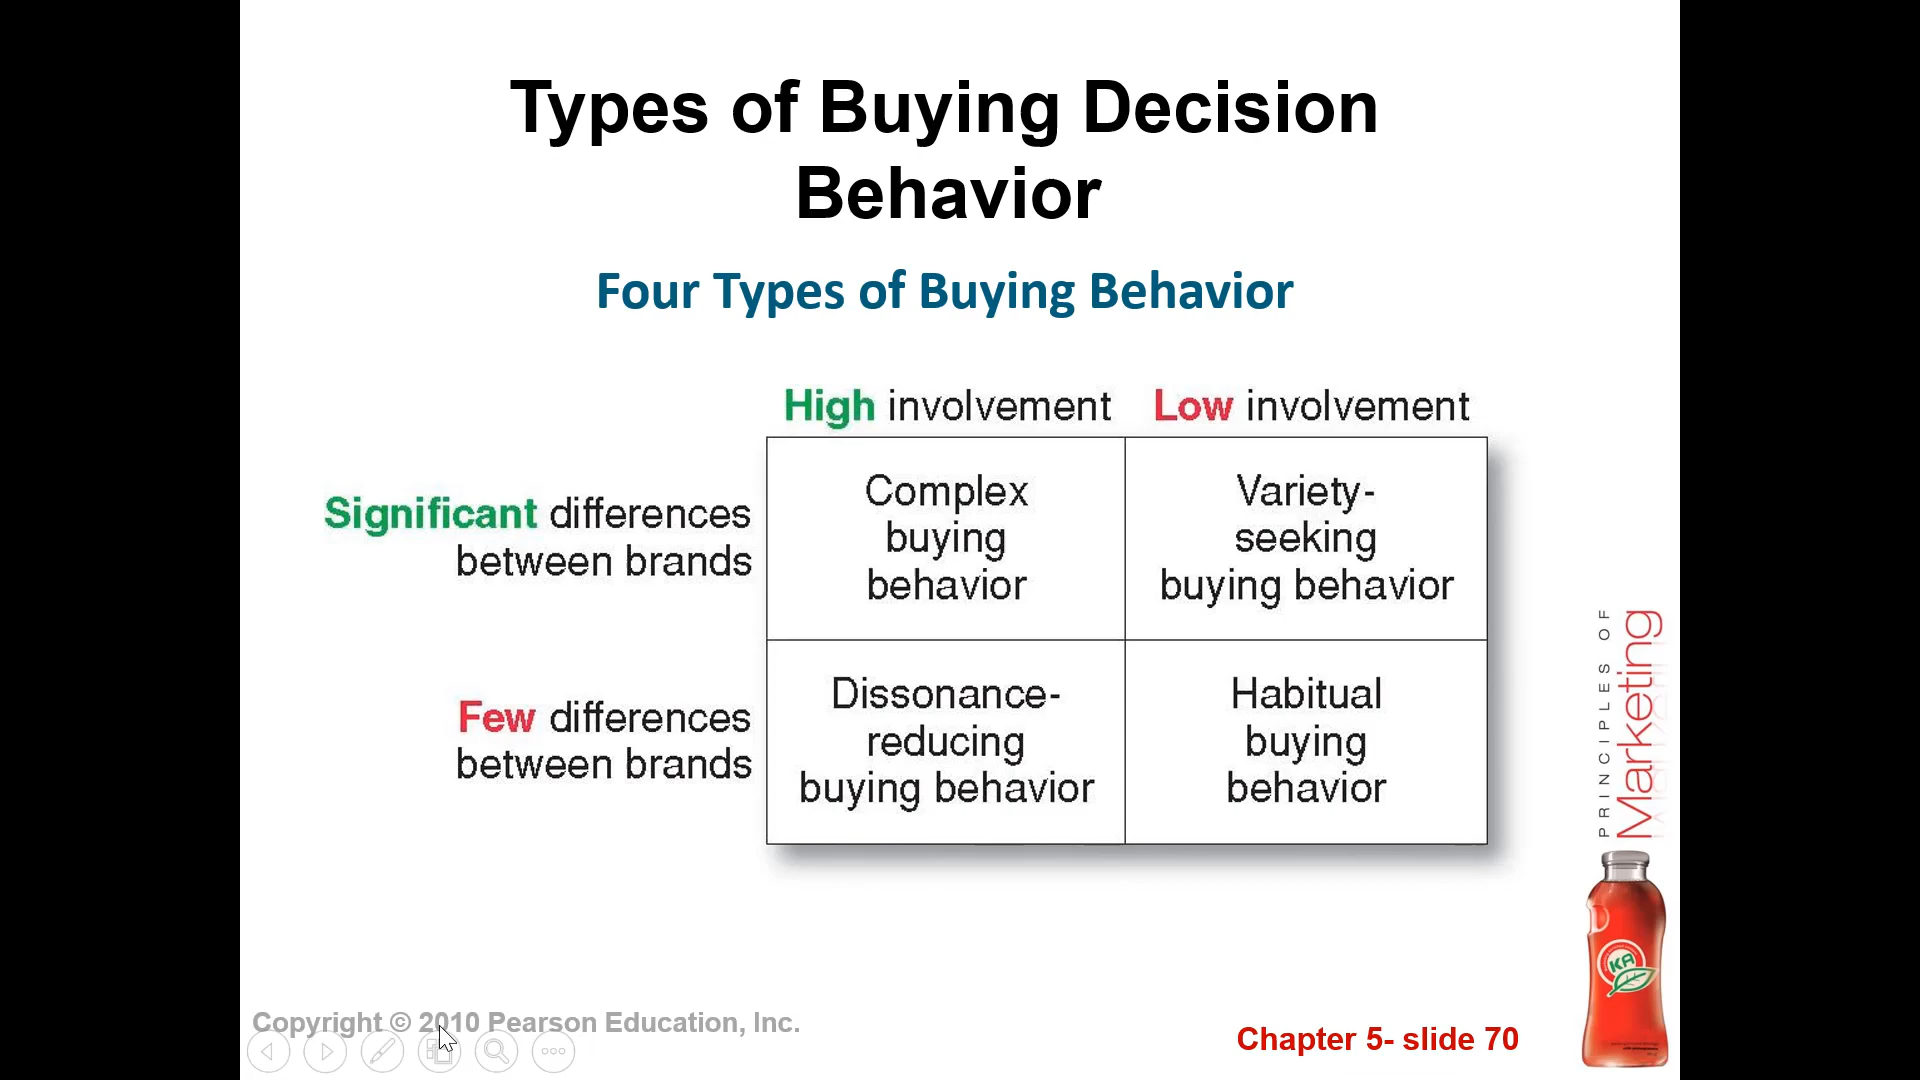 Types of Buying Decision
Behavior
Four Types of Buying Behavior
High involvement
Low involvement
Significant differences
between brands
Complex
buying
behavior
Variety-
seeking
buying behavior
Few differences
between brands
Dissonance-
reducing
buying behavior
Habitual
buying
behavior
PRINCIPLES OF
Marketing
KA
Copyright © 2010 Pearson Education, Inc.
Chapter 5- slide 70